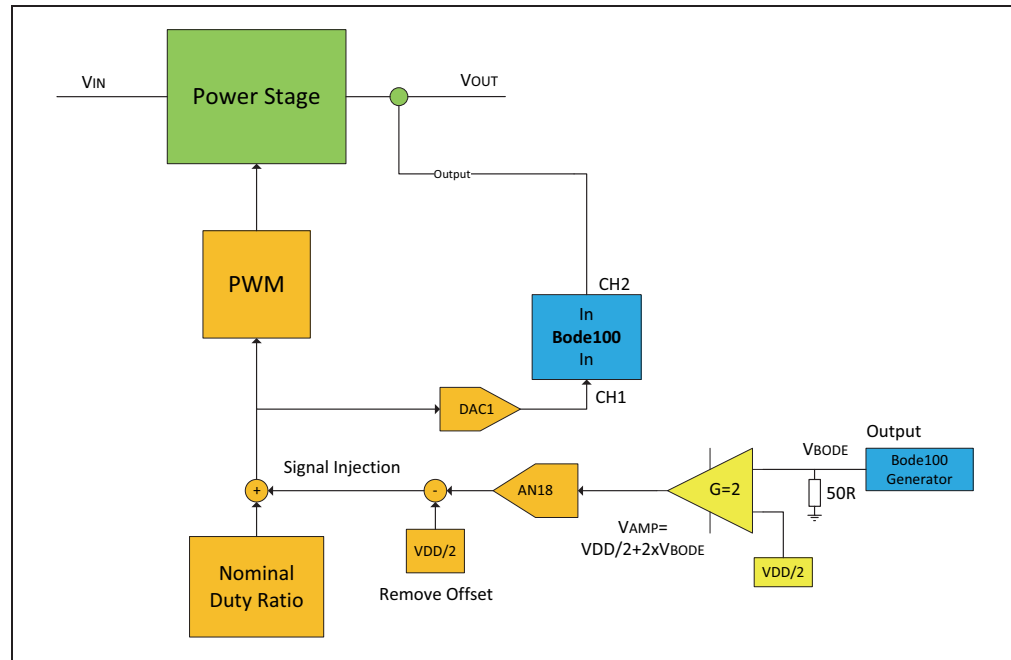 VIN
Power Stage
VOUT
Output
PWM
CH2
In
Bode100
In
CH1
DAC1
Output
VBODE
Bode100
Generator
Signal Injection
50R
+
-
AN18
G=2
VAMP=
VDD/2+2xVBODE
VDD/2
VDD/2
Nominal
Duty Ratio
Remove Offset